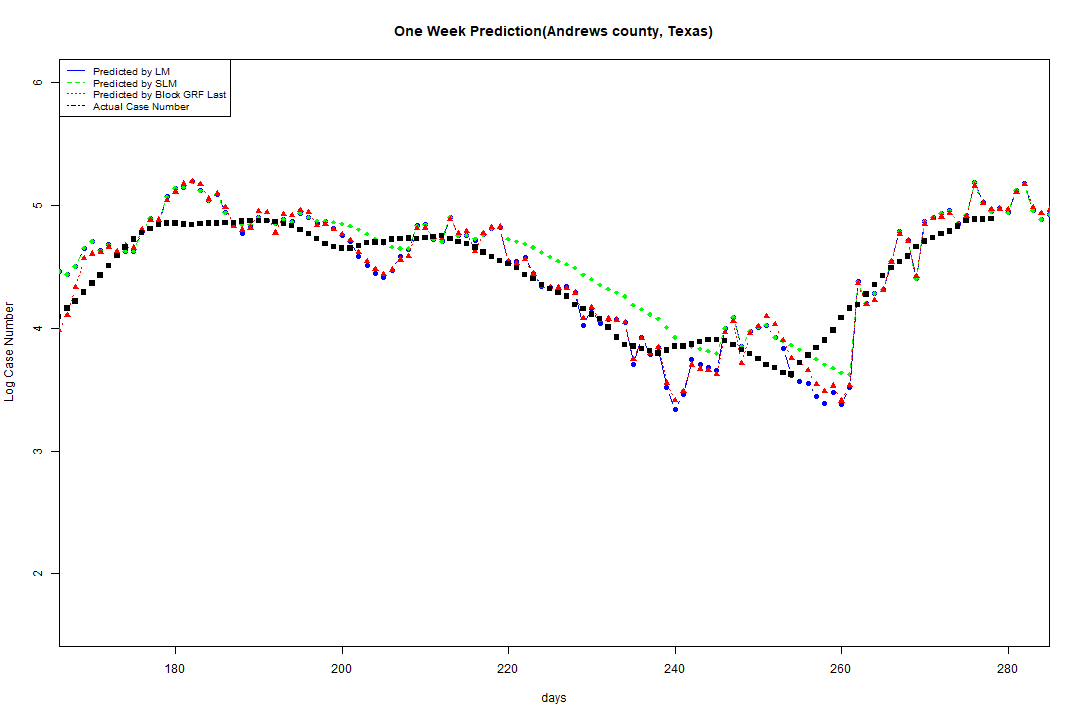 One Week Prediction(Andrews county, Texas)
Predicted by LM
Predicted by SLM
Predicted by Block GRF Last
Actual Case Number
Log Case Number
6
5
4
3
2
180 200 220 240 260 280
days